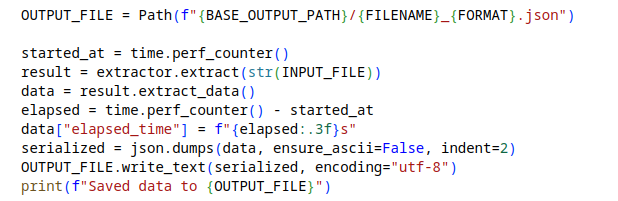 OUTPUT_FILE = Path(f"{BASE_OUTPUT_PATH}/{FILENAME}_{FORMAT}.json")

started_at = time.perf_counter()
result = extractor.extract(str(INPUT_FILE))
data = result.extract_data()
elapsed = time.perf_counter() - started_at
data["elapsed_time"] = f"{elapsed:.3f}s"
serialized = json.dumps(data, ensure_ascii=False, indent=2)
OUTPUT_FILE.write_text(serialized, encoding="utf-8")
print(f"Saved data to {OUTPUT_FILE}")